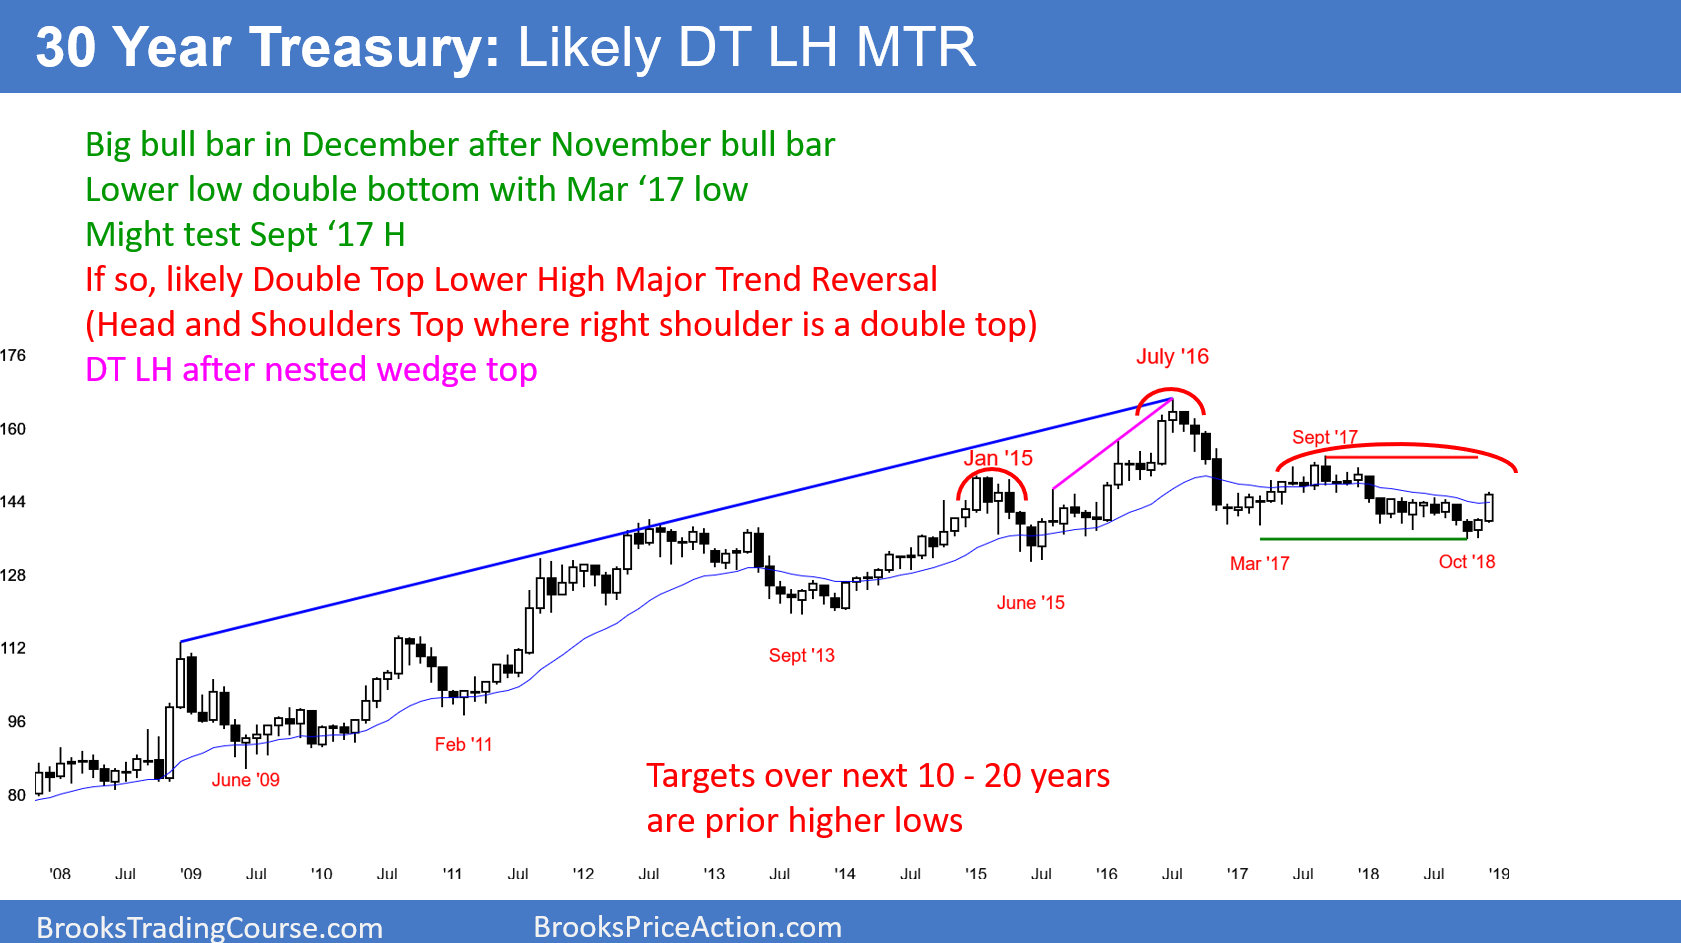 30 Year Treasury: Likely DT LH MTR
Big bull bar in December after November bull bar
Lower low double bottom with Mar ‘17 low
Might test Sept ‘17 H
If so, likely Double Top Lower High Major Trend Reversal
(Head and Shoulders Top where right shoulder is a double top)
DT LH after nested wedge top
176
160
144
128
112
96
80
July '16
Jan '15
Sept '17
Mar '17
Oct '18
June '15
Sept '13
Feb '11
June '09
Targets over next 10 - 20 years
are prior higher lows
'08 Jul '09 Jul '10 Jul '11 Jul '12 Jul '13 Jul '14 Jul '15 Jul '16 Jul '17 Jul '18 Jul '19
BrooksTradingCourse.com BrooksPriceAction.com